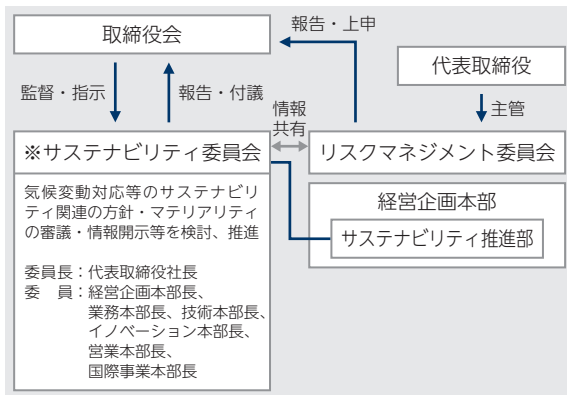 取締役会
報告・上申
代表取締役
監督・指示
報告・付議
主管
情報
共有
※サステナビリティ委員会
リスクマネジメント委員会
気候変動対応等のサステナビリ
ティ関連の方針・マテリアリティ
の審議・情報開示等を検討、推進
委員長：代表取締役社長
委　員：経営企画本部長、
業務本部長、技術本部長、
イノベーション本部長、
営業本部長、
国際事業本部長
経営企画本部
サステナビリティ推進部